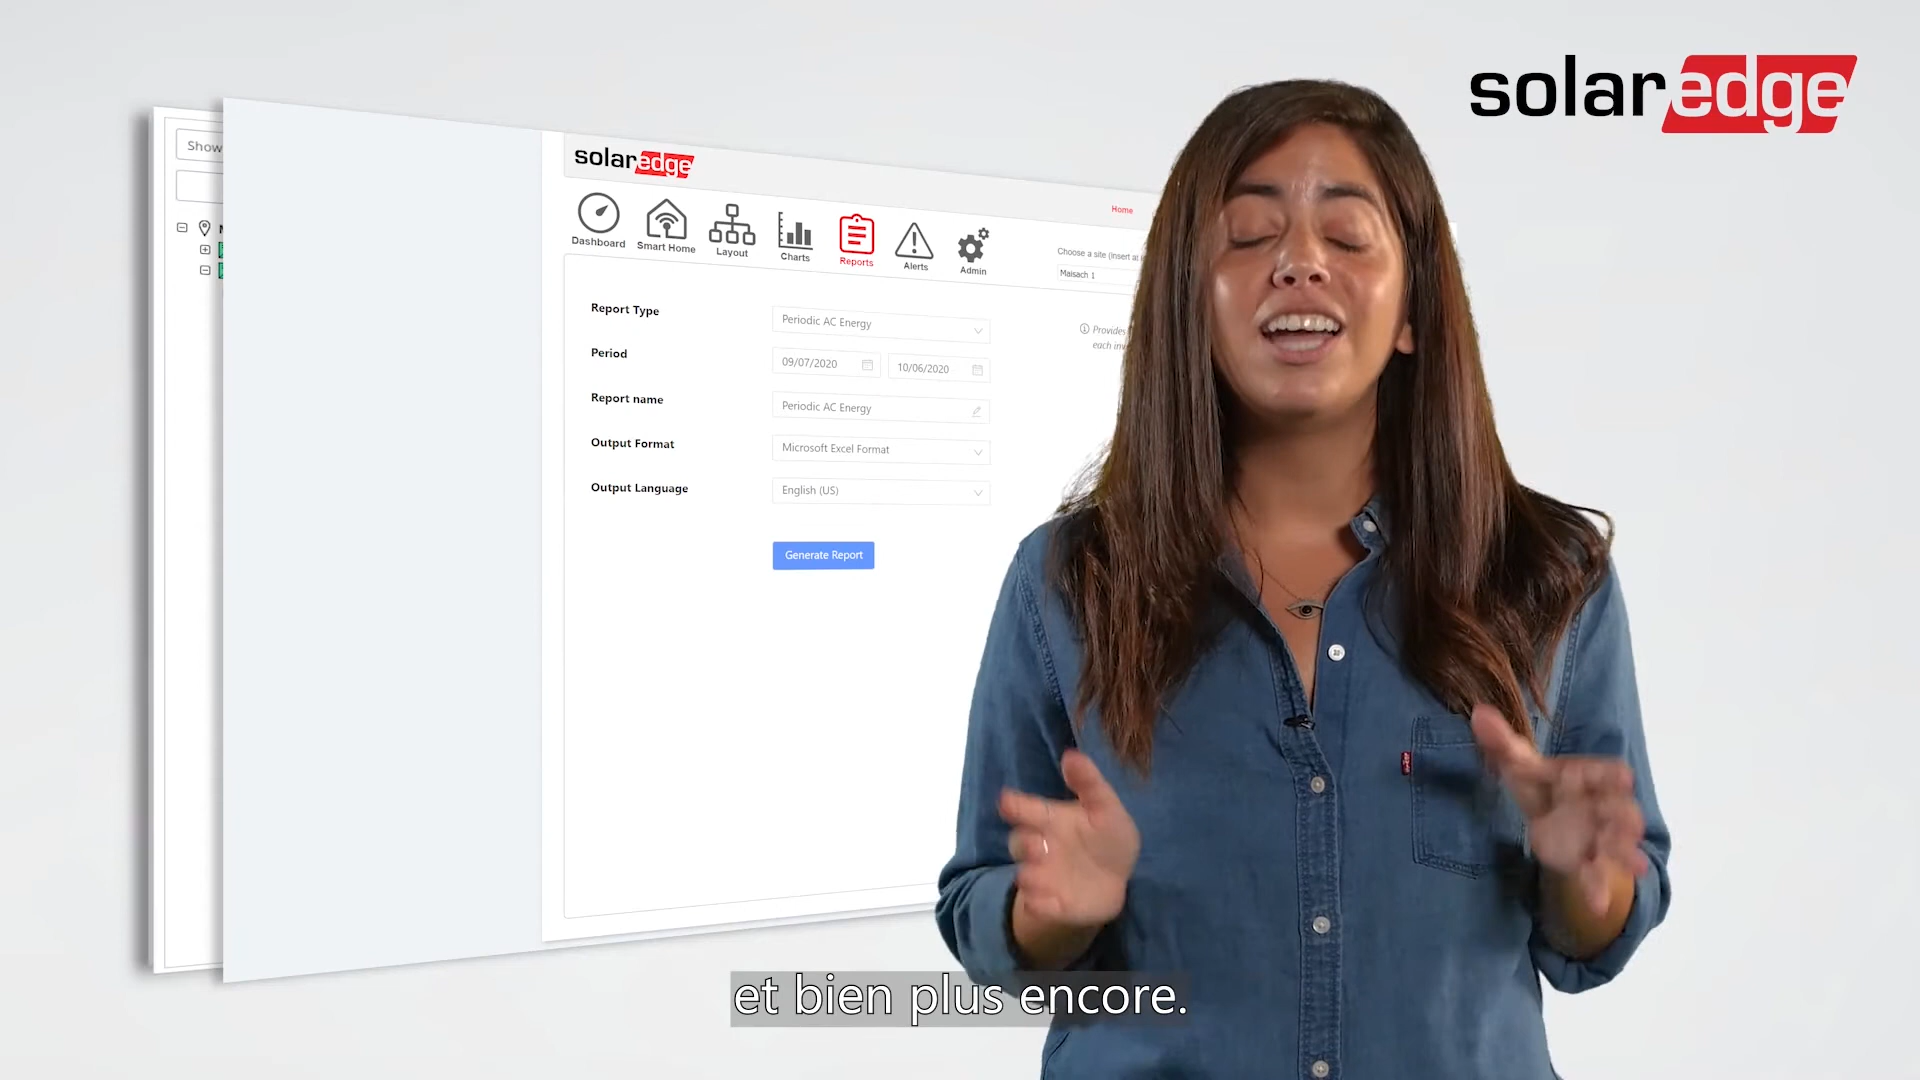 solaredge
Show
solaredge
Home
Dashboard
Smart Home
Layout
Charts
Reports
Alerts
Admin
Choose a site (Insert at
Maisach 1
Report Type
Periodic AC Energy
Provides
each
Period
09/07/2020
10/06/2020
Report name
Periodic AC Energy
Output Format
Microsoft Excel Format
Output Language
English (US)
Generate Report
et bien plus encore.